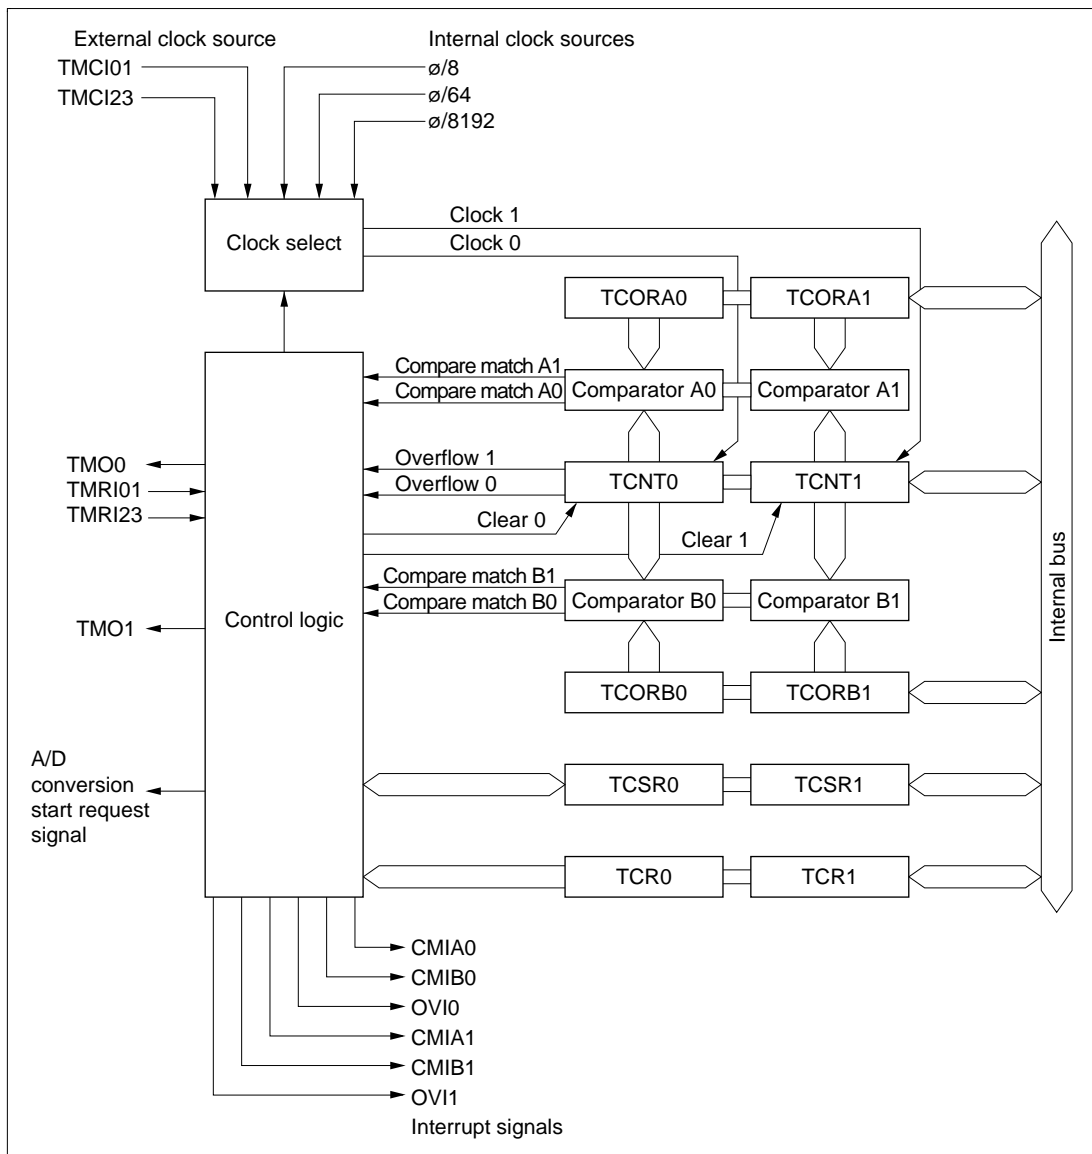 External clock source
Internal clock sources
TMCI01
ø/8
TMCI23
ø/64
ø/8192
Clock select
Clock 1
Clock 0
TCORA0
TCORA1
Compare match A1
Compare match A0
Comparator A0
Comparator A1
TMO0
TMRI01
TMRI23
Overflow 1
Overflow 0
TCNT0
TCNT1
Clear 0
Clear 1
Compare match B1
Compare match B0
Comparator B0
Comparator B1
Control logic
TMO1
Internal bus
TCORB0
TCORB1
A/D
conversion
start request
signal
TCSR0
TCSR1
TCR0
TCR1
CMIA0
CMIB0
OVI0
CMIA1
CMIB1
OVI1
Interrupt signals